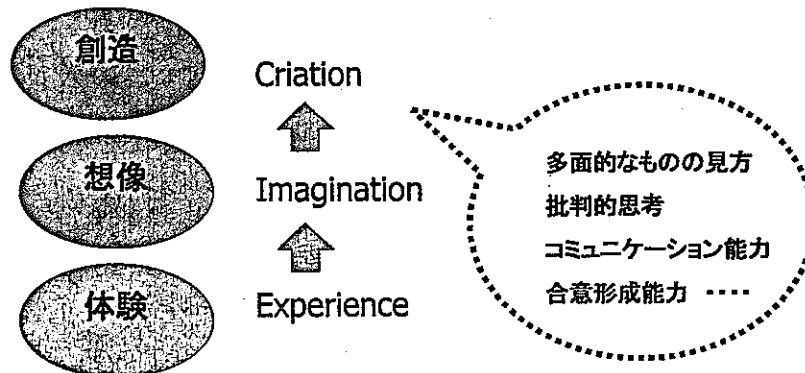 創造
Criation
想像
Imagination
体験
Experience
多面的なものの見方
批判的思考
コミュニケーション能力
合意形成能力 ・・・・・